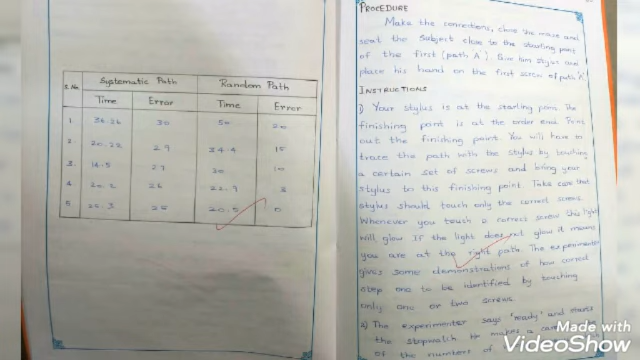 Systematic Path Random Path
S.No. Time Error Time Error
1. 36.26 30 50 20
2. 20.22 29 34.4 15
3. 14.5 27 30 10
4. 20.2 26 22.9 3
5 25.3 25 20.5 0
PROCEDURE
Make the connections, close the maze and
seat the subject close to the starting point
of the first (path 'A'). Give him stylus and
place his hand on the first screw of path 'A'
INSTRUCTIONS
1) Your stylus is at the starting point. The
finishing point is at the order end. Point
out the finishing point. You will have to
trace the path with the stylus by touching
a certain set of screws and bring your
stylus to this finishing point. Take care that
stylus should touch only the correct screws.
Whenever you touch a correct screw this light
will glow. If the light does not glow it means
you are at the right path. The experimenter
gives some demonstrations of how correct
step one to be identified by touching
only one or two screws.
2) The experimenter says "ready" and starts
the stopwatch. He makes a
of the numbers of
Made with
VideoShow